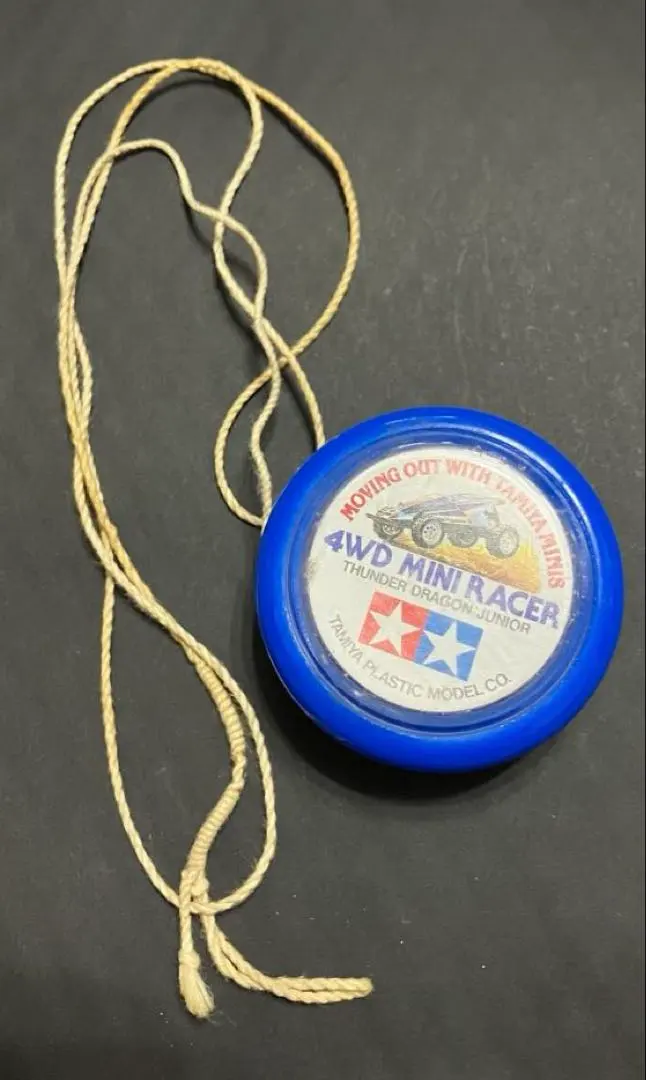 MOVING OUT WITH TAMIYA MINIS
4WD MINI RACER
THUNDER DRAGON JUNIOR
TAMIYA PLASTIC MODEL CO.